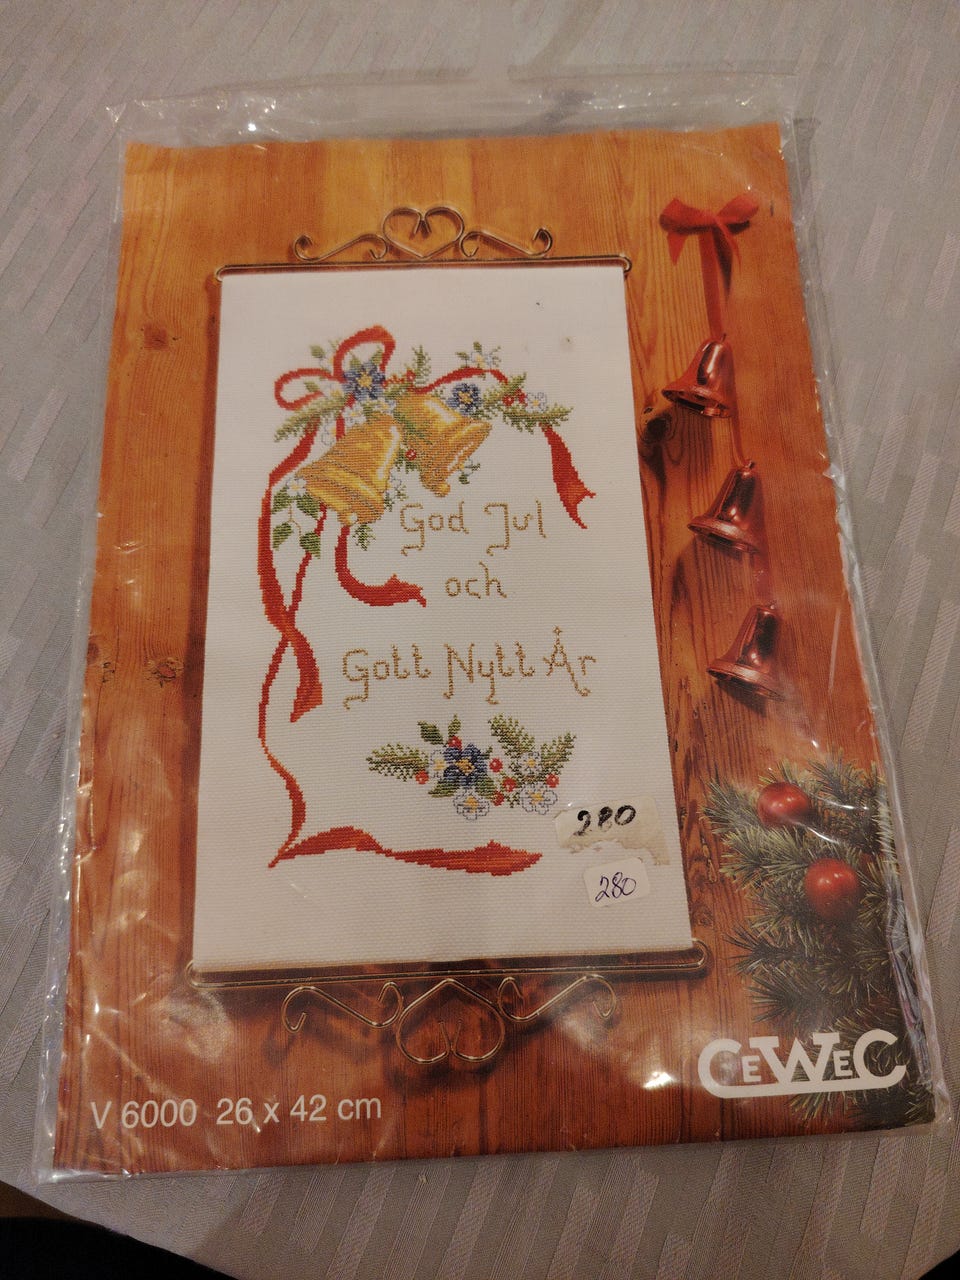 God Jul
och
Gott Nytt År
280
280
CEWEC
V 6000 26 x 42 cm